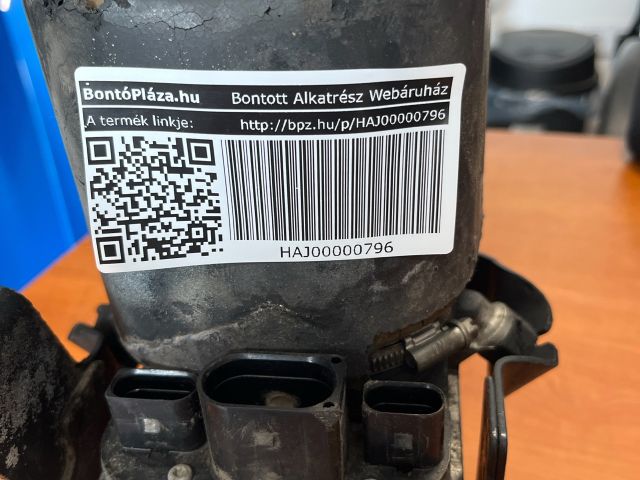 BontóPláza.hu Bontott Alkatrész Webáruház
A termék linkje: http://bpz.hu/p/HAJ00000796
HAJ00000796